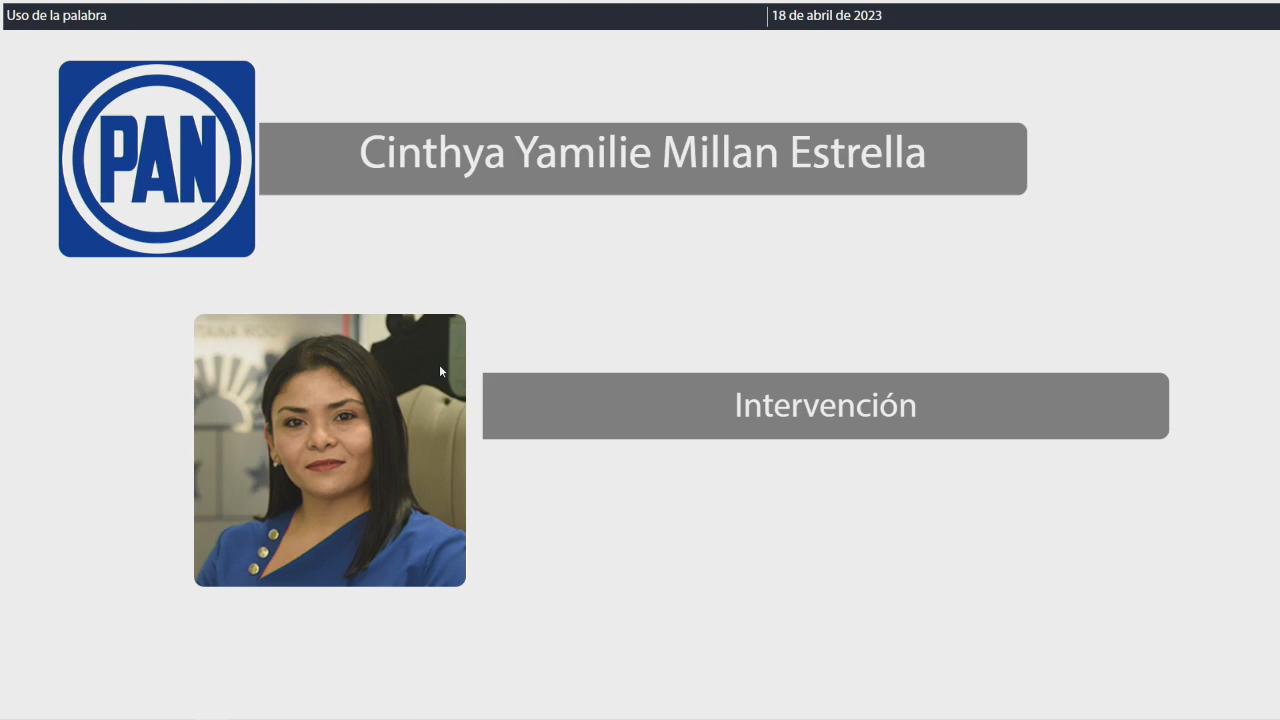 Uso de la palabra
18 de abril de 2023
PAN
Cinthya Yamilie Millan Estrella
Intervención